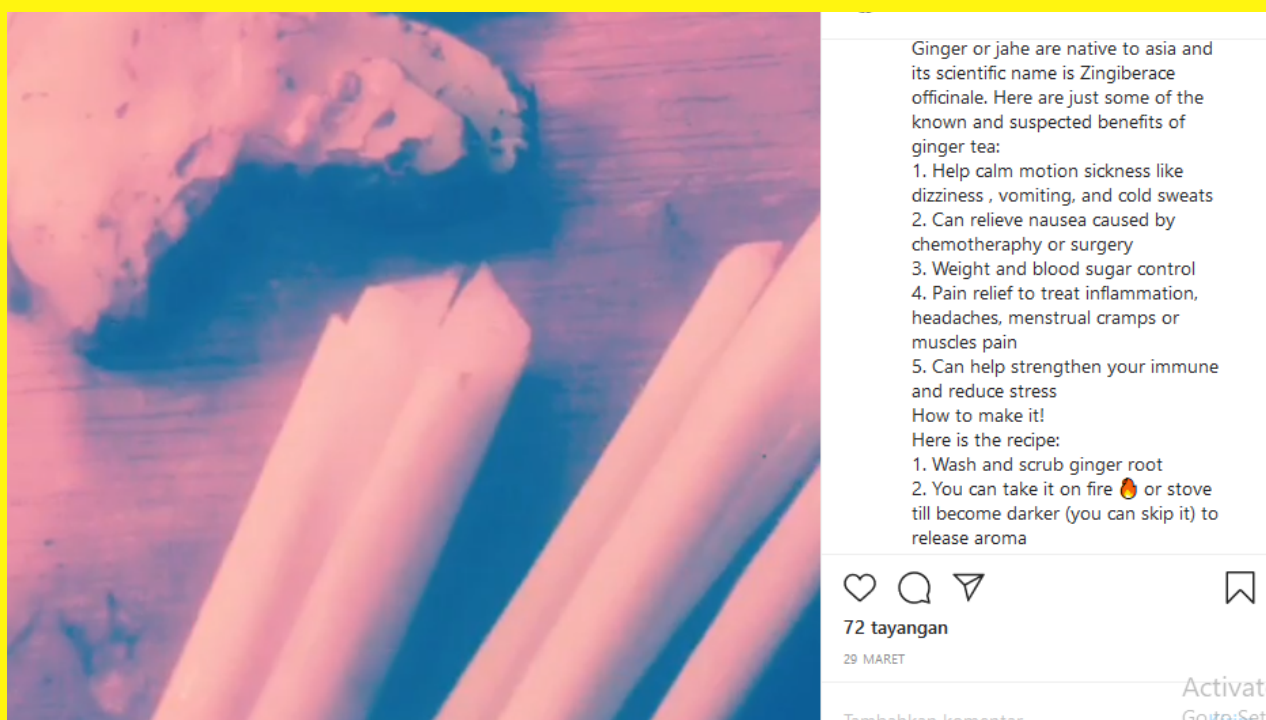 Ginger or jahe are native to asia and
its scientific name is Zingiberace
officinale. Here are just some of the
known and suspected benefits of
ginger tea:
1. Help calm motion sickness like
dizziness , vomiting, and cold sweats
2. Can relieve nausea caused by
chemotheraphy or surgery
3. Weight and blood sugar control
4. Pain relief to treat inflammation,
headaches, menstrual cramps or
muscles pain
5. Can help strengthen your immune
and reduce stress
How to make it!
Here is the recipe:
1. Wash and scrub ginger root
2. You can take it on fire 🔥 or stove
till become darker (you can skip it) to
release aroma
72 tayangan
29 MARET
Activat
Tambahkan komentar
Go to Set